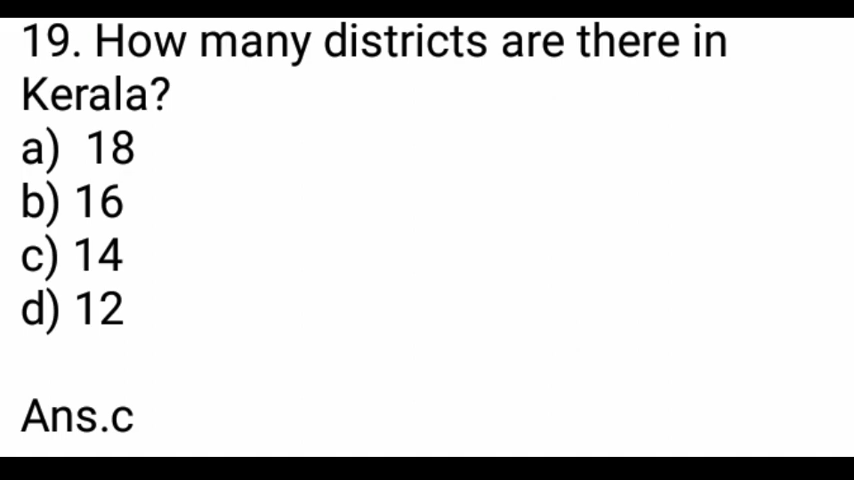 19. How many districts are there in
Kerala?
a)  18
b) 16
c) 14
d) 12
Ans.c